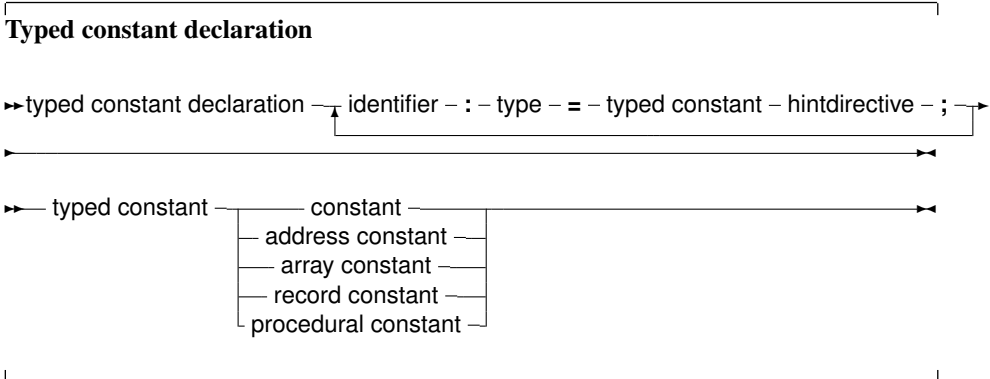 Typed constant declaration
typed constant declaration identifier : type = typed constant hintdirective ;
typed constant constant
address constant
array constant
record constant
procedural constant